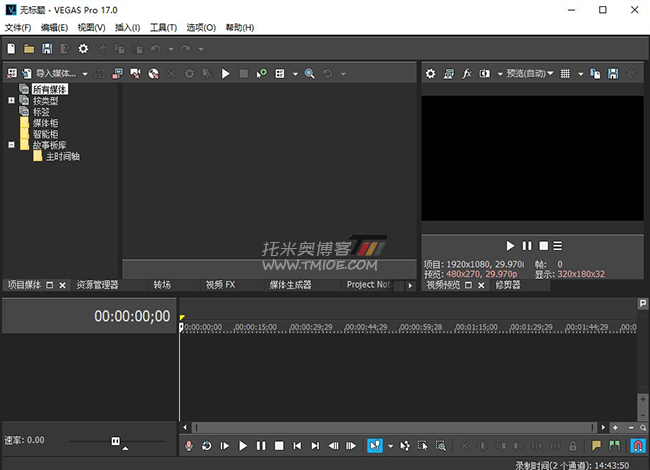 无标题 - VEGAS Pro 17.0
文件(F) 编辑(E) 视图(V) 插入(I) 工具(T) 选项(O) 帮助(H)
导入媒体...
预览(自动)
所有媒体
按类型
标签
媒体柜
智能柜
故事板库
主时间轴
托米奥博客
WWW.TMIOE.COM
项目: 1920x1080, 29.970i 帧: 0
预览: 480x270, 29.970p 显示: 320x180x32
项目媒体 资源管理器 转场 视频 FX 媒体生成器 Project Not
视频预览 修剪器
00:00:00;00
0:00:00;00 00:00:15;00 00:00:29;29 00:00:44;29 00:00:59;28 00:01:15;00 00:01:29;29 00:01:44;29 00:0
速率: 0.00
录制时间(2 个通道): 14:43:50